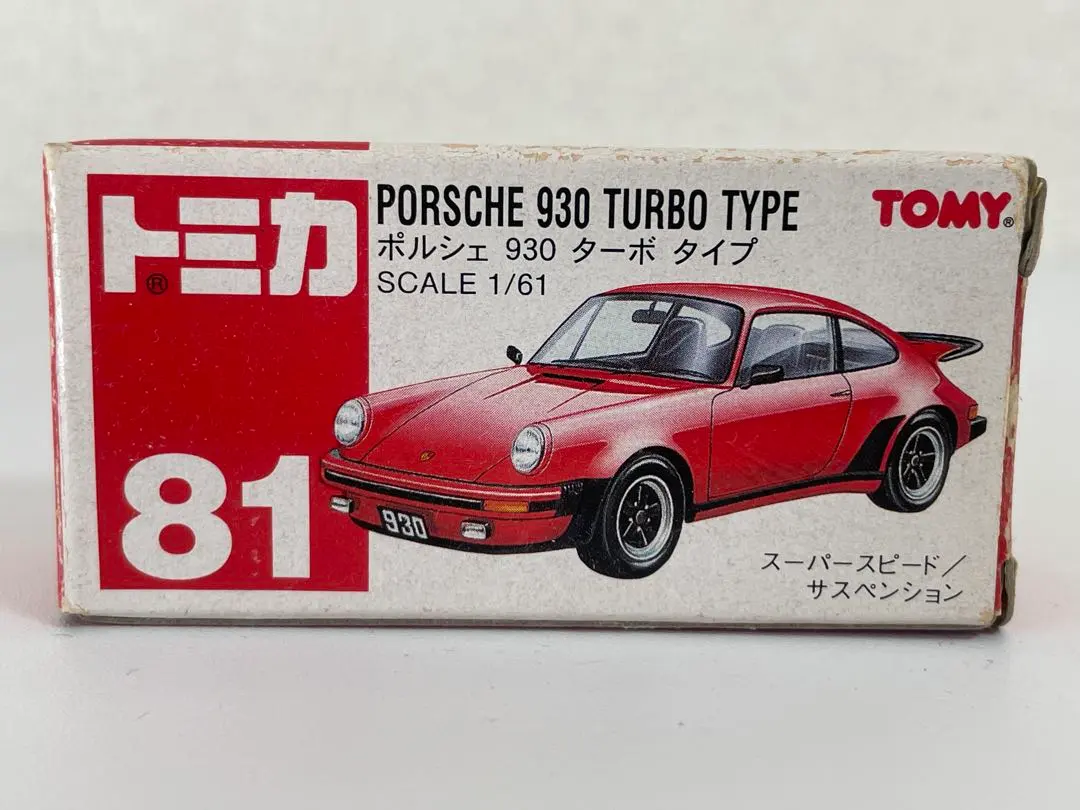 トミカ®
PORSCHE 930 TURBO TYPE
ポルシェ 930 ターボ タイプ
SCALE 1/61
TOMY®
81
930
スーパースピード／
サスペンション